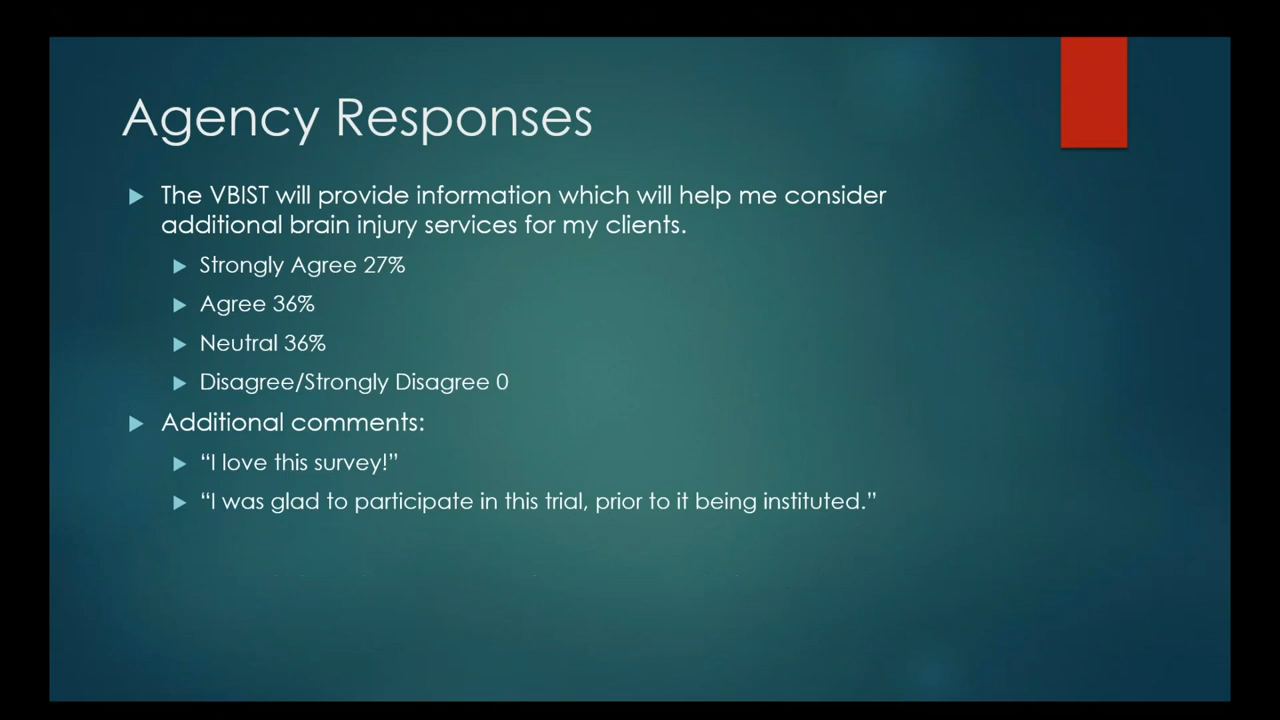 Agency Responses
The VBIST will provide information which will help me consider
additional brain injury services for my clients.
Strongly Agree 27%
Agree 36%
Neutral 36%
Disagree/Strongly Disagree 0
Additional comments:
“I love this survey!”
“I was glad to participate in this trial, prior to it being instituted.”